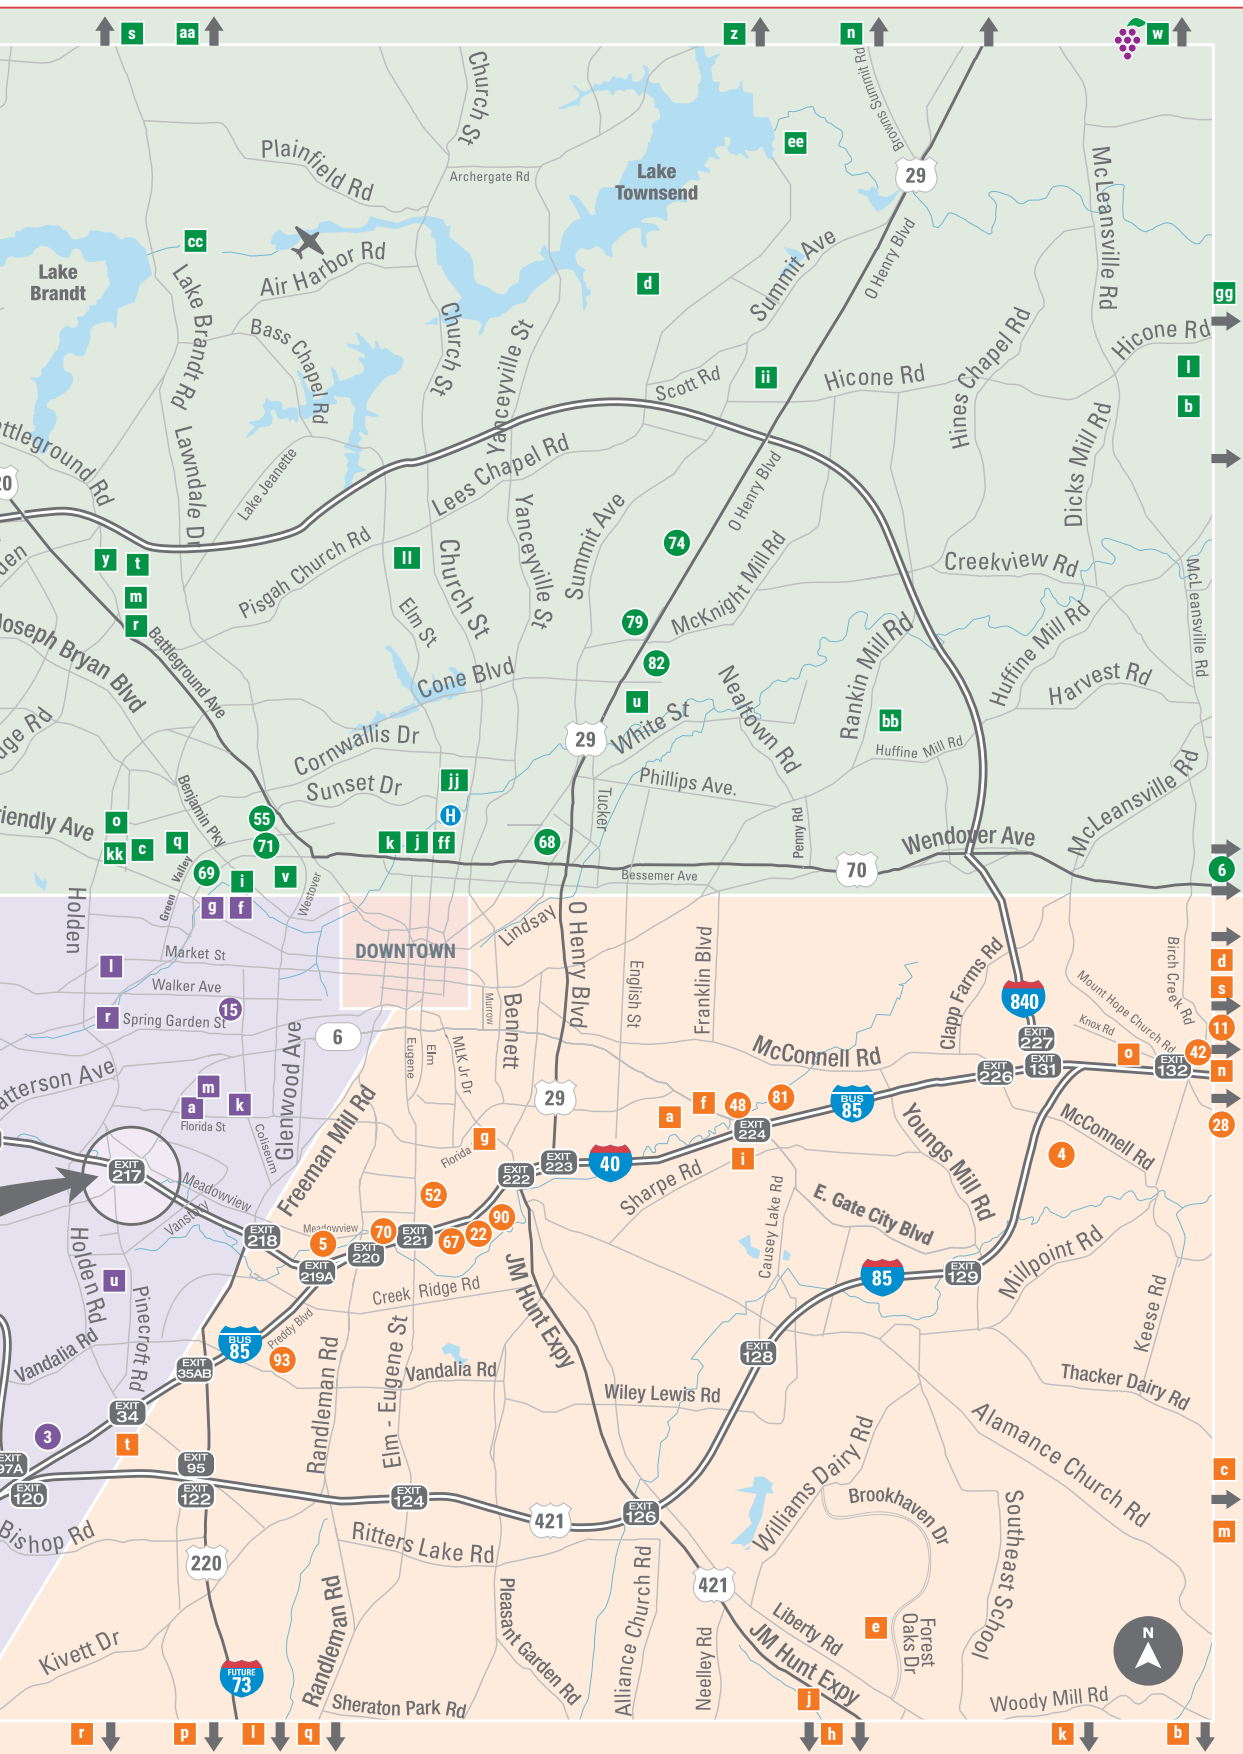 s
aa
z
n
w
Church St
Browns Summit Rd
Plainfield Rd
ee
Archergate Rd
Lake
Townsend
29
McLeansville Rd
cc
Air Harbor Rd
Lake
Brandt
d
Summit Ave
O Henry Blvd
gg
Lake Brandt Rd
Bass Chapel Rd
Church St
Yanceyville St
Hines Chapel Rd
Hicone Rd
Scott Rd
ii
Hicone Rd
l
b
ttleground Rd
Lawndale Dr
Lake Jeanette
Lees Chapel Rd
O Henry Blvd
Dicks Mill Rd
20
Pisgah Church Rd
Yanceyville St
Summit Ave
74
den
y
t
ll
Church St
Creekview Rd
McLeansville Rd
m
Elm St
r
79
McKnight Mill Rd
Joseph Bryan Blvd
Battleground Ave
Rankin Mill Rd
Huffine Mill Rd
82
Cone Blvd
Nealtown Rd
Harvest Rd
u
White St
bb
dge Rd
29
Cornwallis Dr
Huffine Mill Rd
Sunset Dr
jj
Phillips Ave.
McLeansville Rd
Benjamin Pky
Tucker
Penny Rd
iendly Ave
o
55
H
kk
c
q
71
k
j
ff
68
Wendover Ave
70
6
69
Green Valley
i
v
Westover
Bessemer Ave
g
f
Holden
Lindsay
O Henry Blvd
DOWNTOWN
Franklin Blvd
Market St
l
English St
Clapp Farms Rd
Birch Creek Rd
d
Walker Ave
Mount Hope Church Rd
s
15
r
Spring Garden St
6
Murrow
Bennett
840
Knox Rd
11
Glenwood Ave
Eugene
Elm
MLK Jr Dr
McConnell Rd
EXIT
227
o
42
atterson Ave
EXIT
226
EXIT
131
EXIT
132
n
m
a
k
Florida St
Coliseum
29
f
48
81
BUS
85
a
EXIT
224
Youngs Mill Rd
McConnell Rd
28
Freeman Mill Rd
Florida
g
i
4
EXIT
217
EXIT
222
EXIT
223
40
Sharpe Rd
Meadowview
Vanstory
52
Causey Lake Rd
E. Gate City Blvd
90
EXIT
218
Meadowview
5
70
EXIT
221
67
22
EXIT
219A
EXIT
220
JM Hunt Expy
Millpoint Rd
Holden Rd
u
85
EXIT
129
Creek Ridge Rd
Pinecroft Rd
Keese Rd
Preddy Blvd
BUS
85
Vandalia Rd
93
Randleman Rd
Elm - Eugene St
EXIT
128
EXIT
35AB
Vandalia Rd
Thacker Dairy Rd
Wiley Lewis Rd
EXIT
34
Alamance Church Rd
3
t
Williams Dairy Rd
97A
EXIT
95
c
EXIT
120
EXIT
122
EXIT
124
Brookhaven Dr
Southeast School
421
EXIT
126
Bishop Rd
Ritters Lake Rd
m
220
Randleman Rd
Pleasant Garden Rd
Alliance Church Rd
421
Liberty Rd
e
Forest
Oaks Dr
N
Kivett Dr
Neelley Rd
JM Hunt Expy
FUTURE
73
Sheraton Park Rd
j
Woody Mill Rd
r
p
l
q
h
k
b